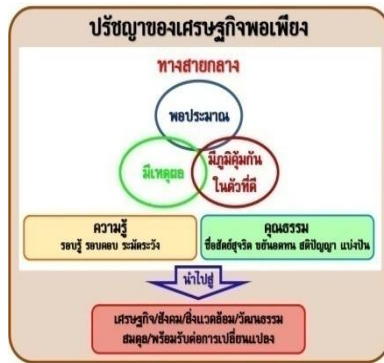 ปรัชญาของเศรษฐกิจพอเพียง
ทางสายกลาง
พอประมาณ
มีเหตุผล
มีภูมิคุ้มกัน
ในตัวที่ดี
ความรู้
รอบรู้ รอบคอบ ระมัดระวัง
คุณธรรม
ซื่อสัตย์สุจริต ขยันอดทน สติปัญญา แบ่งปัน
นำไปสู่
เศรษฐกิจ/สังคม/สิ่งแวดล้อม/วัฒนธรรม
สมดุล/พร้อมรับต่อการเปลี่ยนแปลง